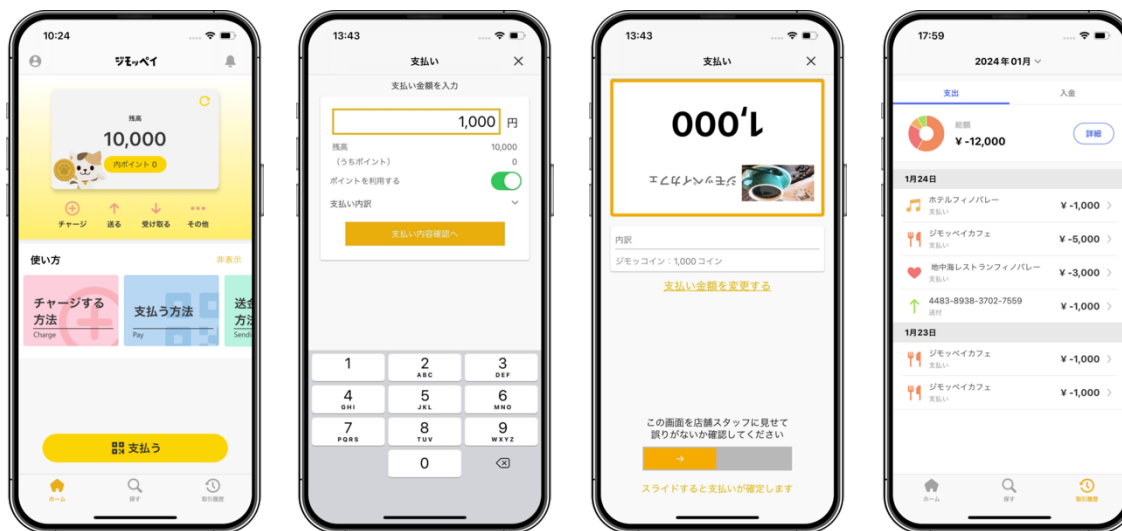 10:24
ジモッペイ
残高
10,000
内ポイント 0
チャージ
送る
受け取る
その他
使い方
非表示
チャージする
方法
Charge
支払う方法
Pay
送金
方法
Sendi
支払う
ホーム
探す
取引履歴
13:43
支払い
支払い金額を入力
1,000 円
残高 10,000
(うちポイント) 0
ポイントを利用する
支払い内訳
支払い内容確認へ
1
2 ABC
3 DEF
4 GHI
5 JKL
6 MNO
7 PQRS
8 TUV
9 WXYZ
0
13:43
支払い
1,000
ジモッペイカフェ
内訳
ジモッコイン：1,000 コイン
支払い金額を変更する
この画面を店舗スタッフに見せて
誤りがないか確認してください
スライドすると支払いが確定します
17:59
2024年01月
支出
入金
総額
¥ -12,000
詳細
1月24日
ホテルフィノバレー ¥ -1,000
支払い
ジモッペイカフェ ¥ -5,000
支払い
地中海レストランフィノバレー ¥ -3,000
支払い
4483-8938-3702-7559 ¥ -1,000
送付
1月23日
ジモッペイカフェ ¥ -1,000
支払い
ジモッペイカフェ ¥ -1,000
支払い
ホーム
探す
取引履歴